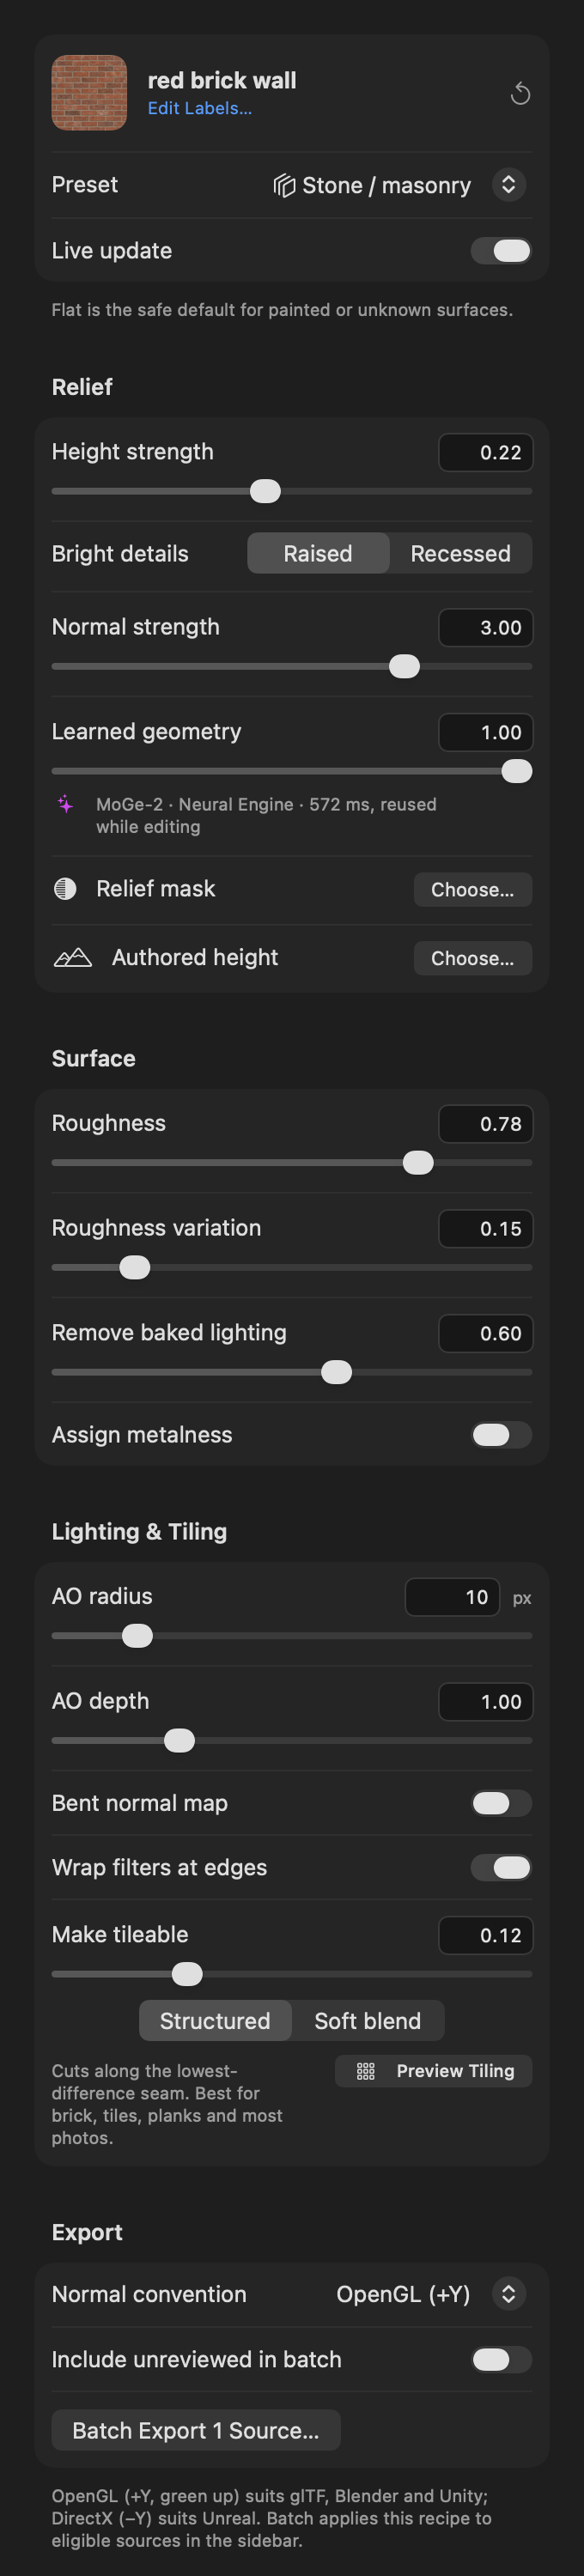 red brick wall
Edit Labels...
Preset
Stone / masonry
Live update
Flat is the safe default for painted or unknown surfaces.
Relief
Height strength
0.22
Bright details
Raised
Recessed
Normal strength
3.00
Learned geometry
1.00
MoGe-2 · Neural Engine · 572 ms, reused
while editing
Relief mask
Choose...
Authored height
Choose...
Surface
Roughness
0.78
Roughness variation
0.15
Remove baked lighting
0.60
Assign metalness
Lighting & Tiling
AO radius
10 px
AO depth
1.00
Bent normal map
Wrap filters at edges
Make tileable
0.12
Structured
Soft blend
Cuts along the lowest-
difference seam. Best for
brick, tiles, planks and most
photos.
Preview Tiling
Export
Normal convention
OpenGL (+Y)
Include unreviewed in batch
Batch Export 1 Source...
OpenGL (+Y, green up) suits glTF, Blender and Unity;
DirectX (−Y) suits Unreal. Batch applies this recipe to
eligible sources in the sidebar.